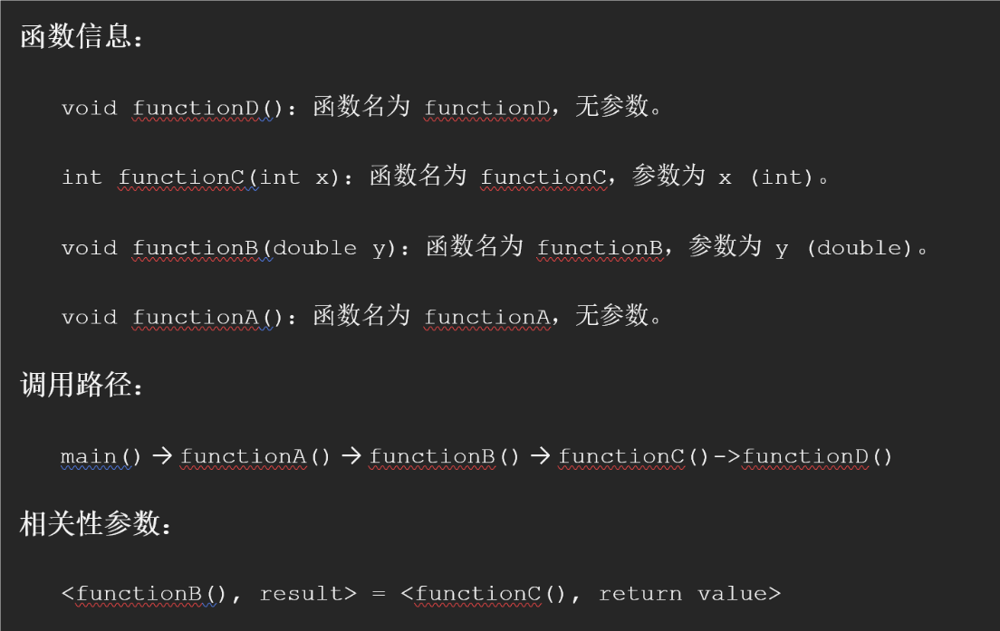 函数信息：
void functionD()：函数名为 functionD，无参数。
int functionC(int x)：函数名为 functionC，参数为 x (int)。
void functionB(double y)：函数名为 functionB，参数为 y (double)。
void functionA()：函数名为 functionA，无参数。
调用路径：
main() → functionA() → functionB() → functionC()->functionD()
相关性参数：
<functionB(), result> = <functionC(), return value>